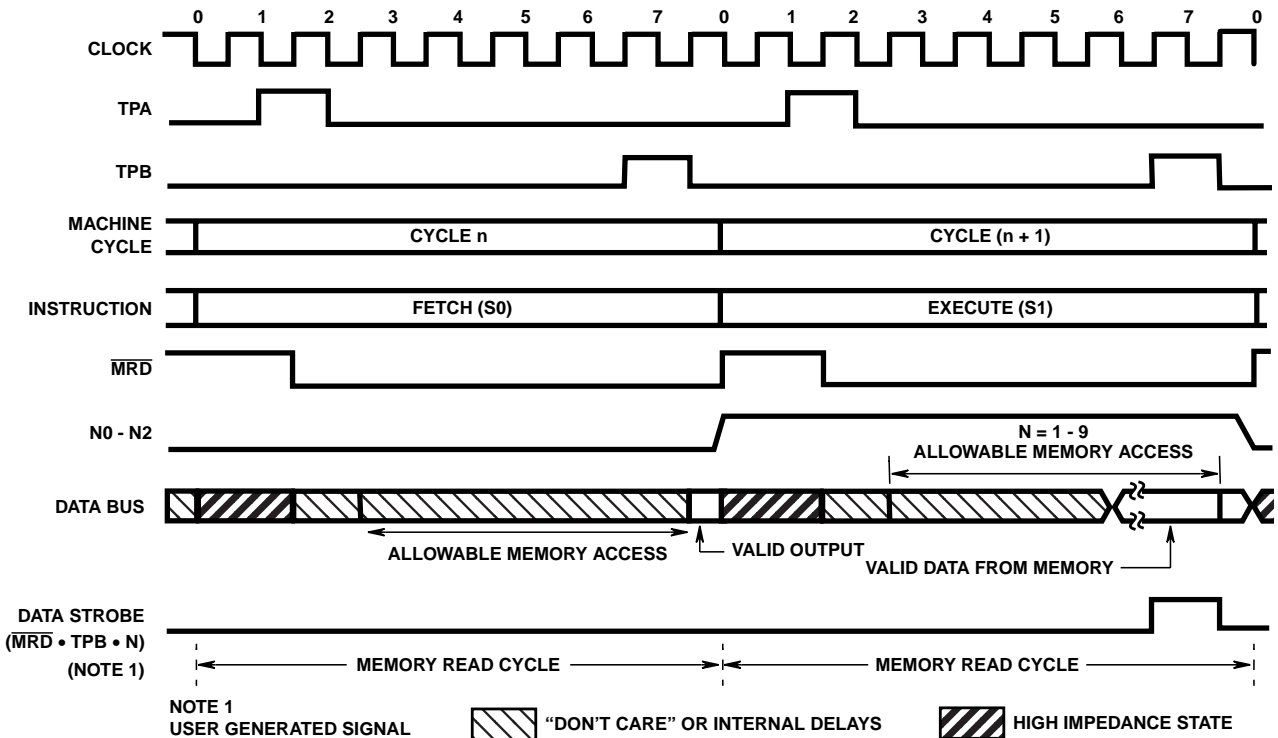 0 1 2 3 4 5 6 7 0 1 2 3 4 5 6 7 0
CLOCK
TPA
TPB
MACHINE
CYCLE
CYCLE n
CYCLE (n + 1)
INSTRUCTION
FETCH (S0)
EXECUTE (S1)
MRD
N0 - N2
N = 1 - 9
ALLOWABLE MEMORY ACCESS
DATA BUS
ALLOWABLE MEMORY ACCESS
VALID OUTPUT
VALID DATA FROM MEMORY
DATA STROBE
(MRD • TPB • N)
(NOTE 1)
MEMORY READ CYCLE
MEMORY READ CYCLE
NOTE 1
USER GENERATED SIGNAL
“DON’T CARE” OR INTERNAL DELAYS
HIGH IMPEDANCE STATE